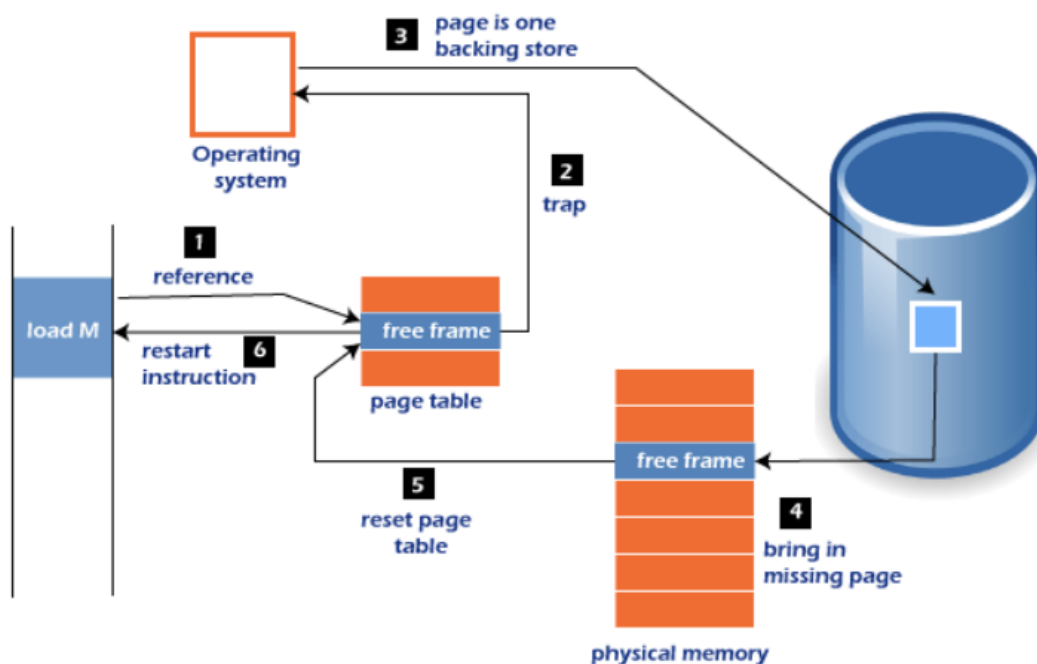 3
page is one
backing store
Operating
system
2
trap
1
reference
load M
free frame
6
restart
instruction
page table
free frame
5
reset page
table
4
bring in
missing page
physical memory